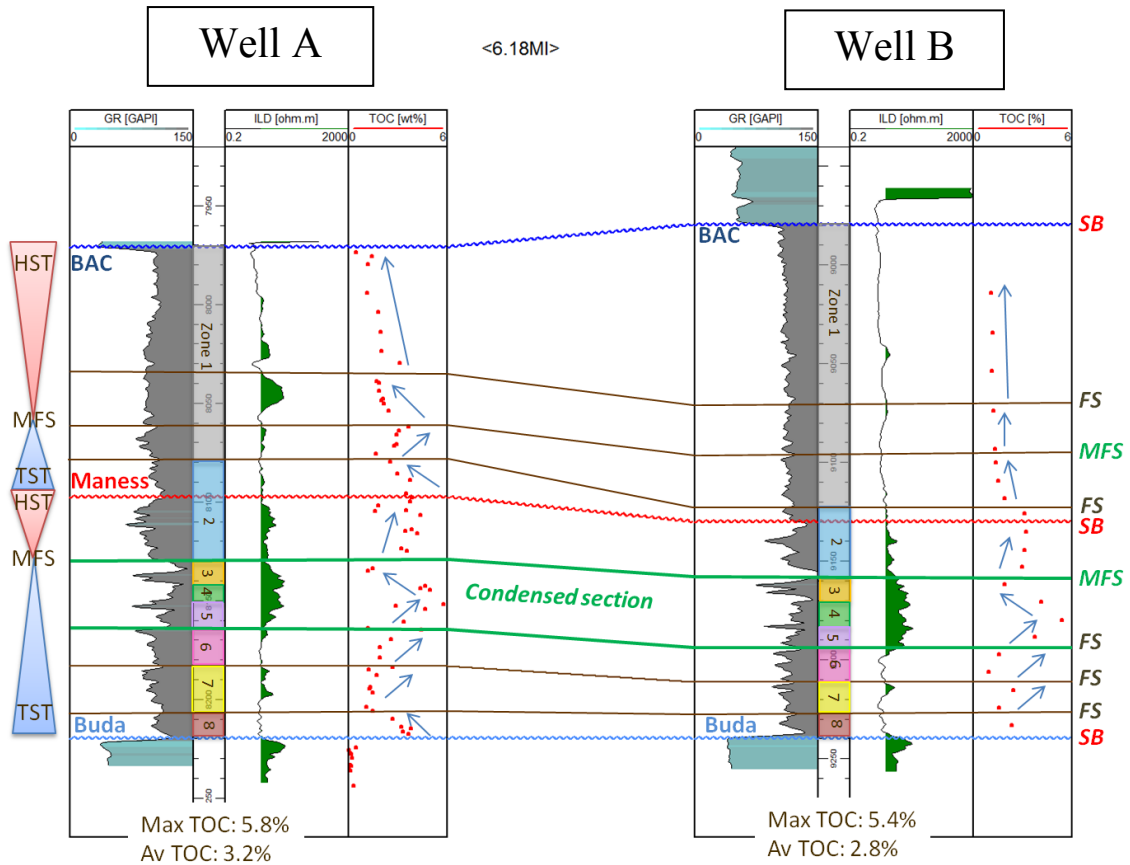 Well A
<6.18MI>
Well B
GR [GAPI]
0 150
ILD [ohm.m]
0.2 2000
TOC [wt%]
0 6
GR [GAPI]
0 150
ILD [ohm.m]
0.2 2000
TOC [%]
0 6
HST
MFS
TST
HST
MFS
TST
BAC
Maness
Buda
Zone 1
2
3
4
5
6
7
8
Condensed section
BAC
Buda
Zone 1
2
3
4
5
6
7
8
9000
9050
9100
9150
SB
FS
MFS
FS
SB
MFS
FS
FS
FS
SB
Max TOC: 5.8%
Av TOC: 3.2%
Max TOC: 5.4%
Av TOC: 2.8%